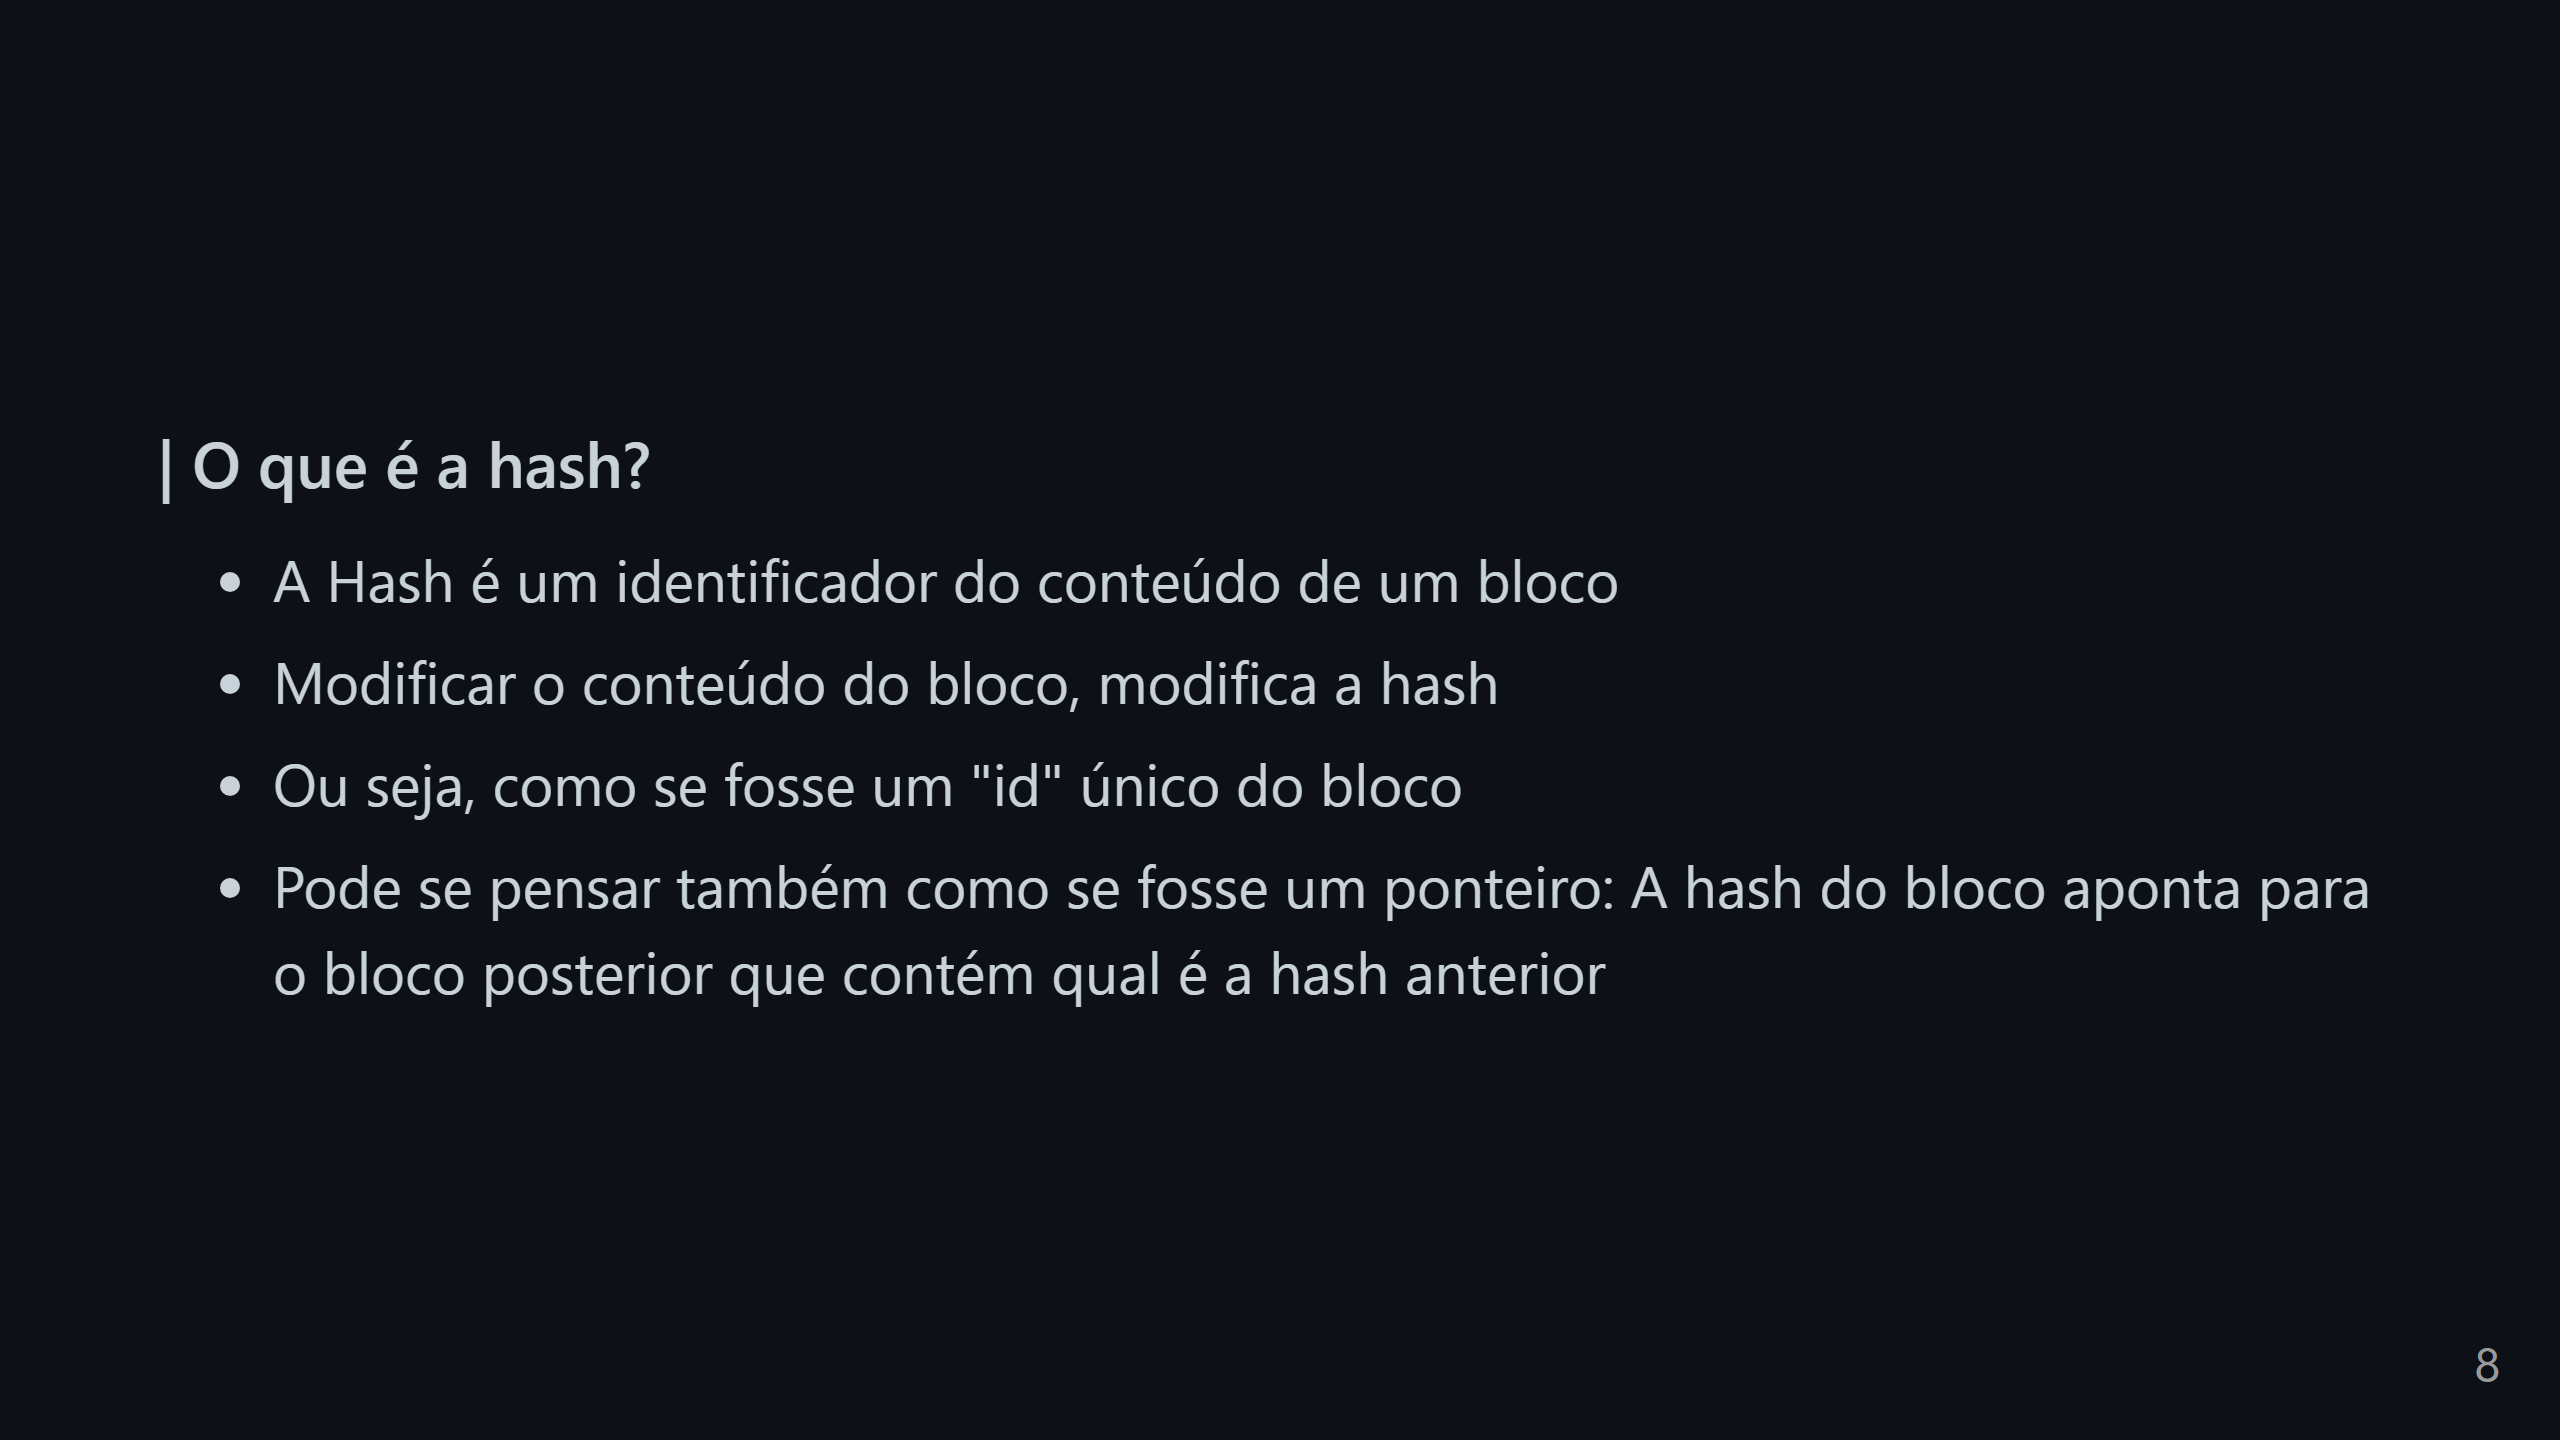 | O que é a hash?
• A Hash é um identificador do conteúdo de um bloco
• Modificar o conteúdo do bloco, modifica a hash
• Ou seja, como se fosse um "id" único do bloco
• Pode se pensar também como se fosse um ponteiro: A hash do bloco aponta para
o bloco posterior que contém qual é a hash anterior
8